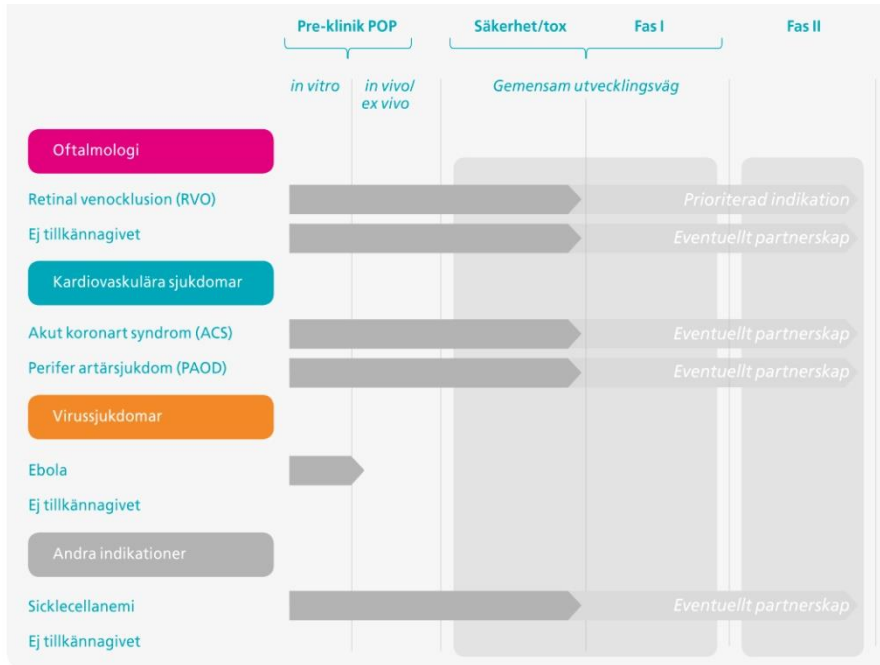 Pre-klinik POP
Säkerhet/tox
Fas I
Fas II
in vitro
in vivo/
ex vivo
Gemensam utvecklingsväg
Oftalmologi
Retinal venocklusion (RVO)
Prioriterad indikation
Ej tillkännagivet
Eventuellt partnerskap
Kardiovaskulära sjukdomar
Akut koronart syndrom (ACS)
Eventuellt partnerskap
Perifer artärsjukdom (PAOD)
Eventuellt partnerskap
Virussjukdomar
Ebola
Ej tillkännagivet
Andra indikationer
Sicklecellanemi
Eventuellt partnerskap
Ej tillkännagivet